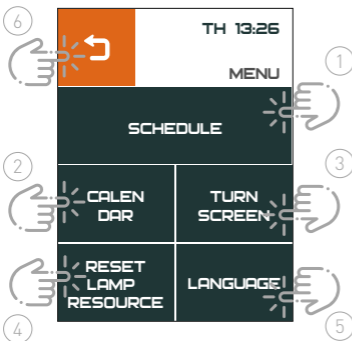 6
TH 13:26
MENU
1
SCHEDULE
2
3
CALEN
DAR
TURN
SCREEN
RESET
LAMP
RESOURCE
LANGUAGE
4
5